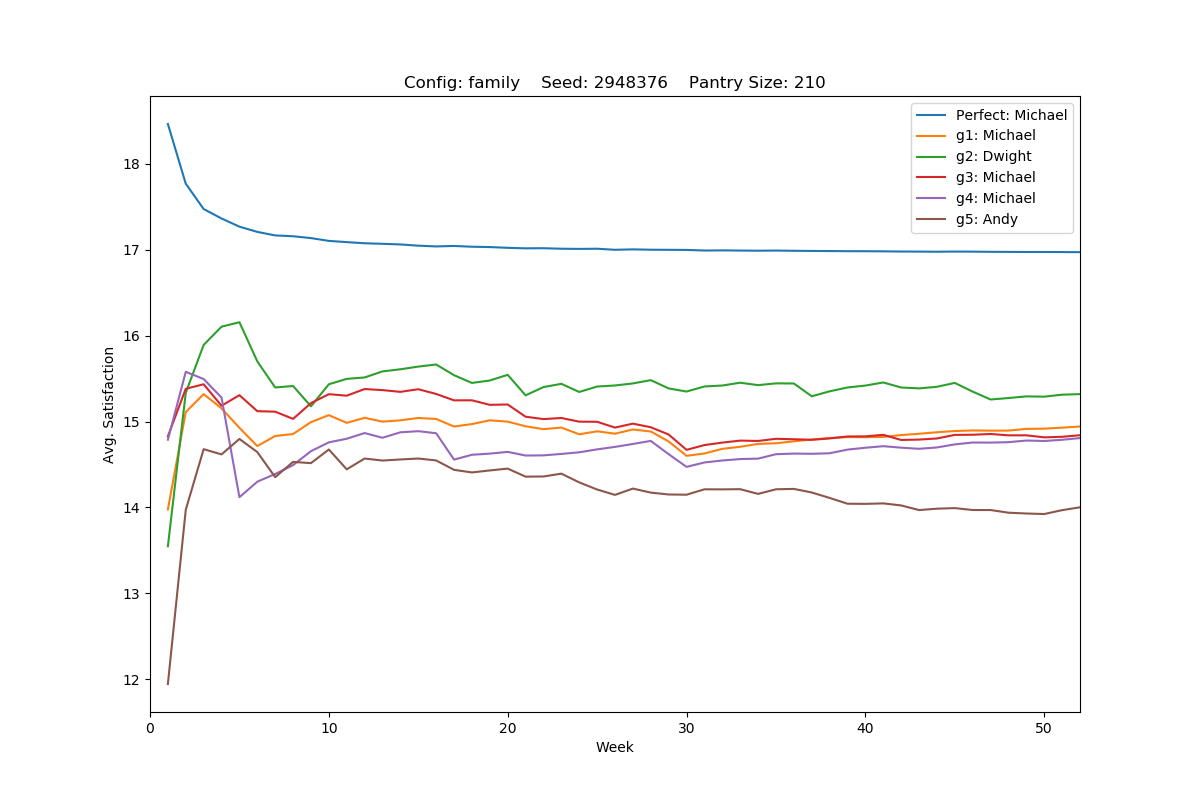 Config: family    Seed: 2948376    Pantry Size: 210
Perfect: Michael
g1: Michael
g2: Dwight
g3: Michael
g4: Michael
g5: Andy
Avg. Satisfaction
18
17
16
15
14
13
12
0 10 20 30 40 50
Week